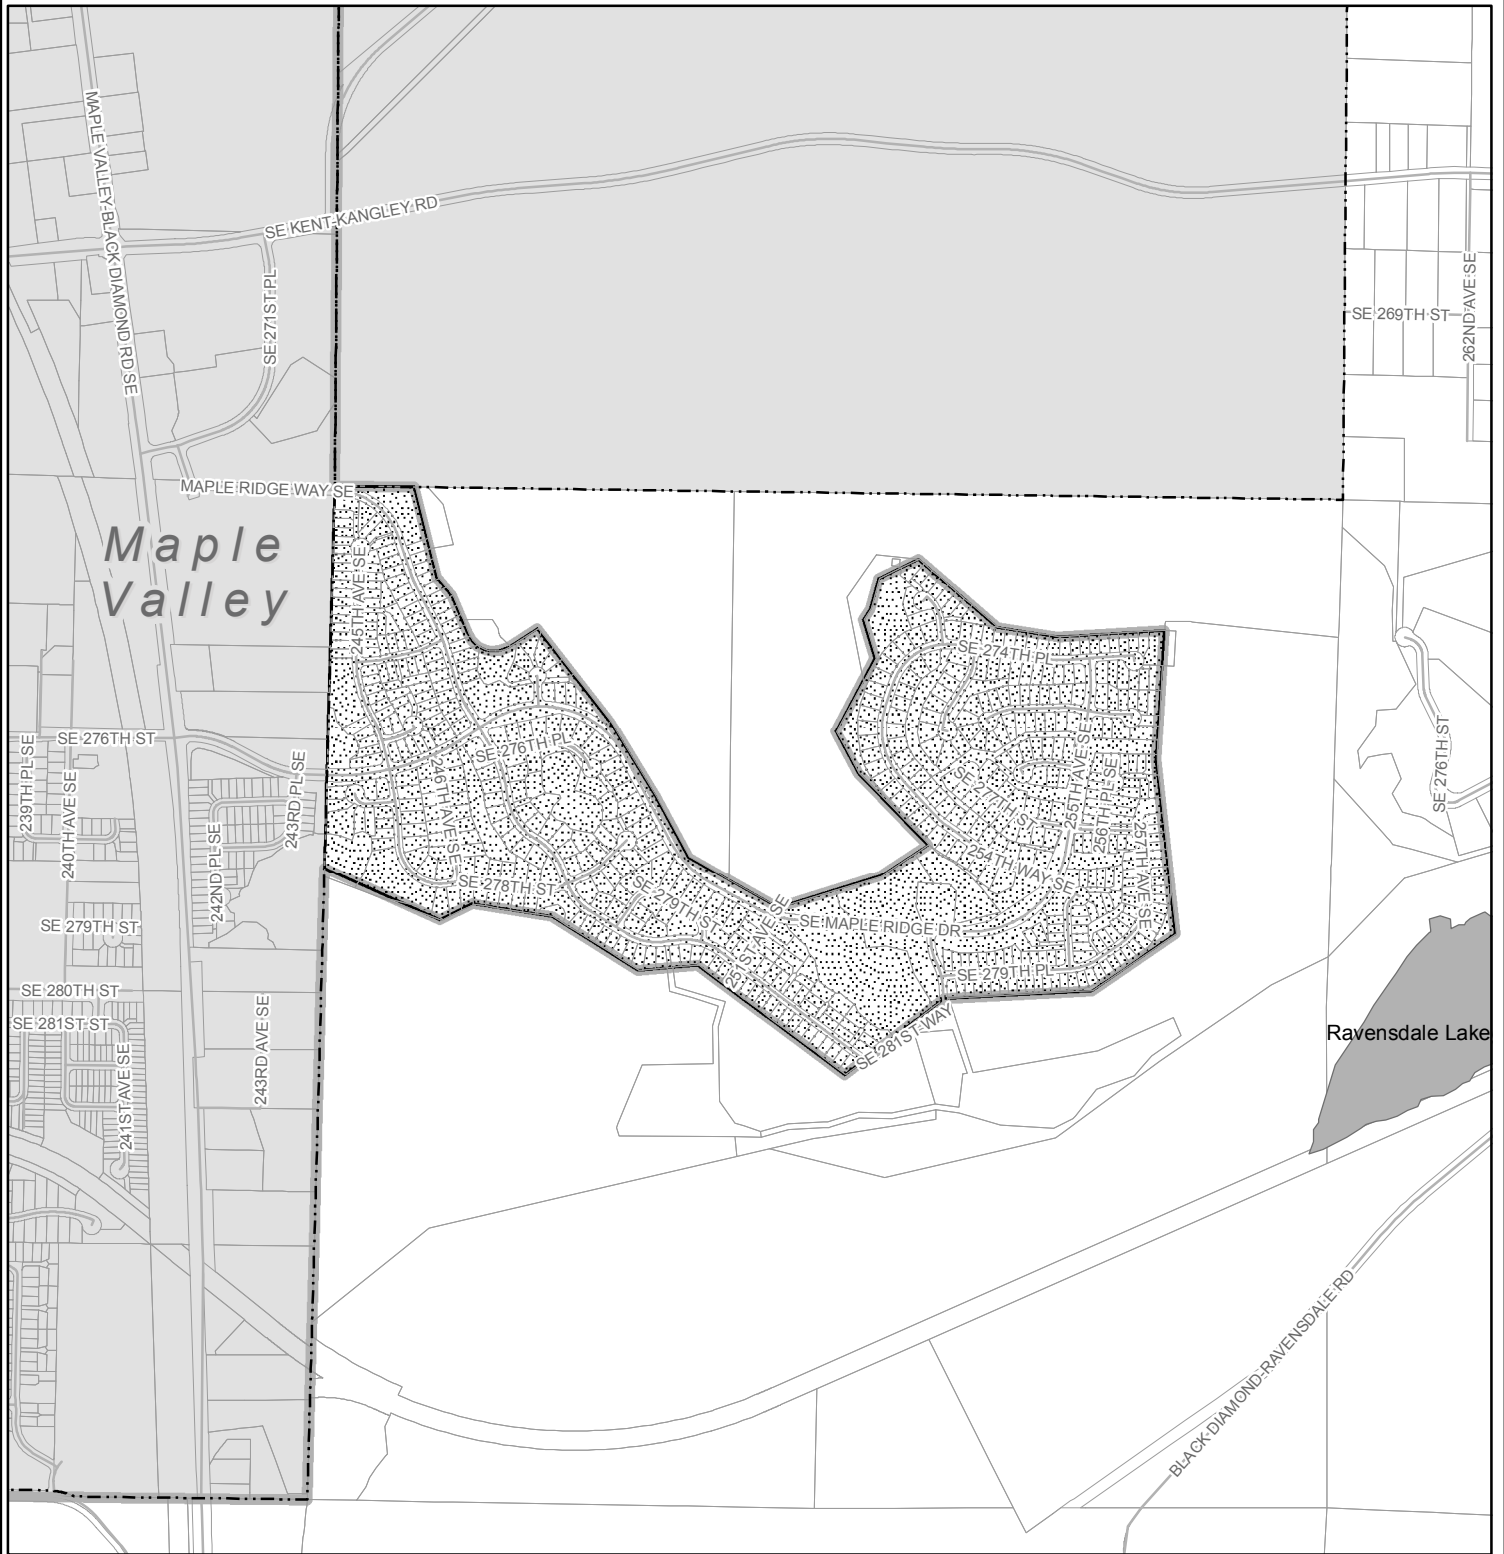 MAPLE VALLEY-BLACK DIAMOND RD SE
SE KENT-KANGLEY RD
SE 271ST PL
SE 269TH ST
262ND AVE SE
MAPLE RIDGE WAY SE
Maple
Valley
245TH AVE SE
SE 274TH PL
SE 276TH ST
SE 276TH PL
239TH PL SE
240TH AVE SE
243RD PL SE
242ND PL SE
246TH AVE SE
SE 277TH ST
255TH AVE SE
256TH PL SE
257TH AVE SE
254TH WAY SE
SE 276TH ST
SE 278TH ST
SE 279TH ST
251ST AVE SE
SE MAPLE RIDGE DR
SE 279TH ST
SE 279TH PL
SE 280TH ST
SE 281ST ST
241ST AVE SE
243RD AVE SE
SE 281ST WAY
Ravensdale Lake
BLACK-DIAMOND-RAVENSDALE RD